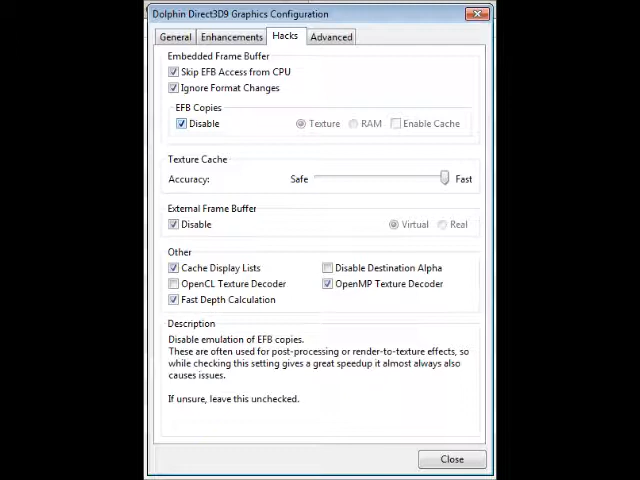 Dolphin Direct3D9 Graphics Configuration
General Enhancements Hacks Advanced
Embedded Frame Buffer
Skip EFB Access from CPU
Ignore Format Changes
EFB Copies
Disable Texture RAM Enable Cache
Texture Cache
Accuracy: Safe Fast
External Frame Buffer
Disable Virtual Real
Other
Cache Display Lists Disable Destination Alpha
OpenCL Texture Decoder OpenMP Texture Decoder
Fast Depth Calculation
Description
Disable emulation of EFB copies.
These are often used for post-processing or render-to-texture effects, so
while checking this setting gives a great speedup it almost always also
causes issues.
If unsure, leave this unchecked.
Close